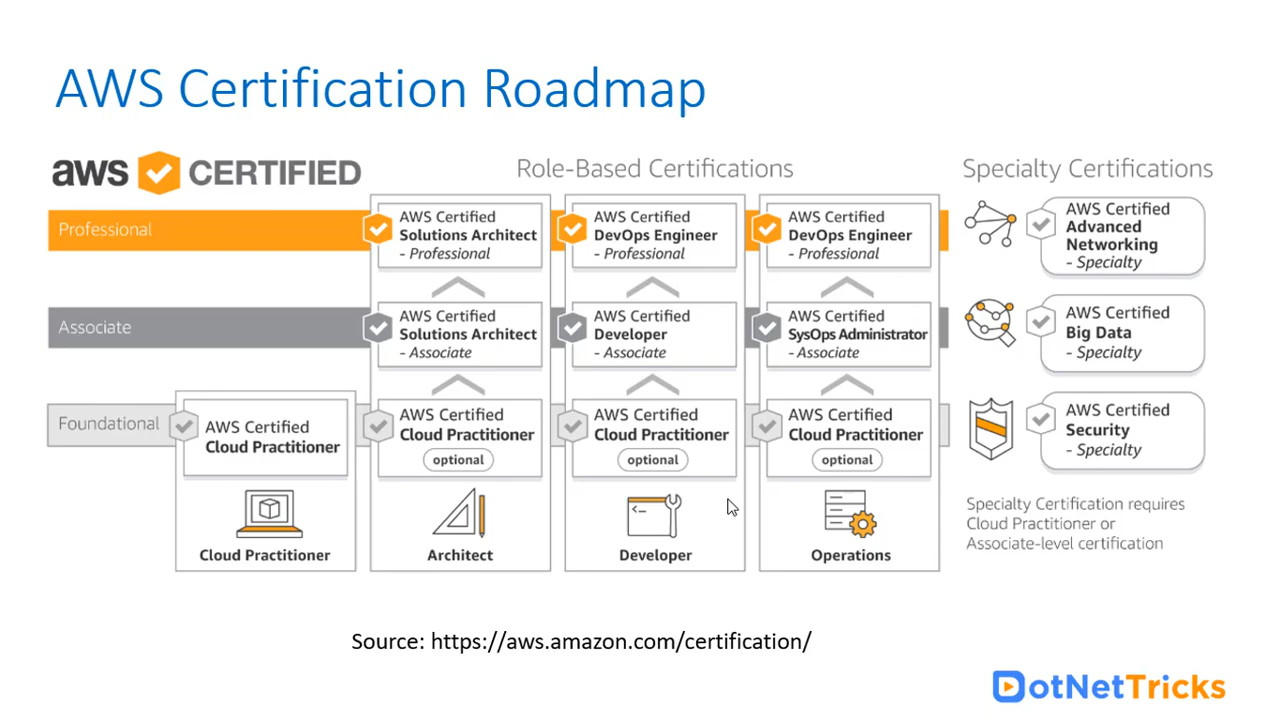 AWS Certification Roadmap
aws CERTIFIED
Role-Based Certifications
Specialty Certifications
Professional
AWS Certified
Solutions Architect
- Professional
AWS Certified
DevOps Engineer
- Professional
AWS Certified
DevOps Engineer
- Professional
AWS Certified
Advanced
Networking
- Specialty
Associate
AWS Certified
Solutions Architect
- Associate
AWS Certified
Developer
- Associate
AWS Certified
SysOps Administrator
- Associate
AWS Certified
Big Data
- Specialty
Foundational
AWS Certified
Cloud Practitioner
AWS Certified
Cloud Practitioner
optional
AWS Certified
Cloud Practitioner
optional
AWS Certified
Cloud Practitioner
optional
AWS Certified
Security
- Specialty
Cloud Practitioner
Architect
Developer
Operations
Specialty Certification requires
Cloud Practitioner or
Associate-level certification
Source: https://aws.amazon.com/certification/
DotNetTricks